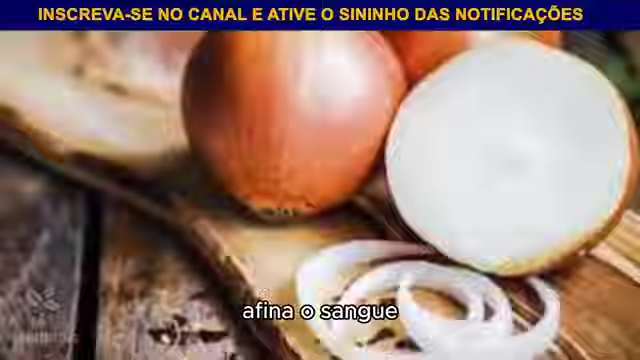 INSCREVA-SE NO CANAL E ATIVE O SININHO DAS NOTIFICAÇÕES
afina o sangue